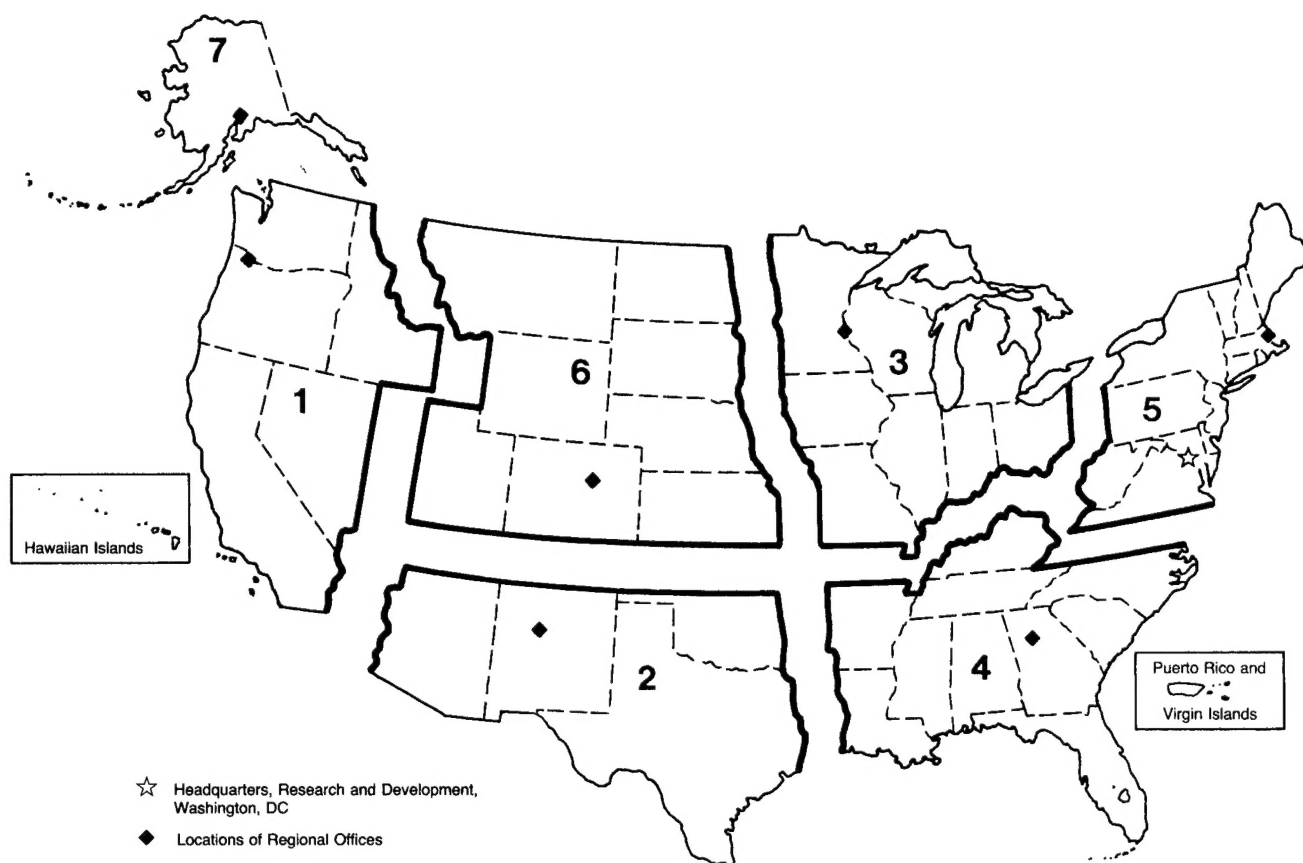 7
6
3
1
5
Hawaiian Islands
2
4
Puerto Rico and
Virgin Islands
Headquarters, Research and Development,
Washington, DC
Locations of Regional Offices